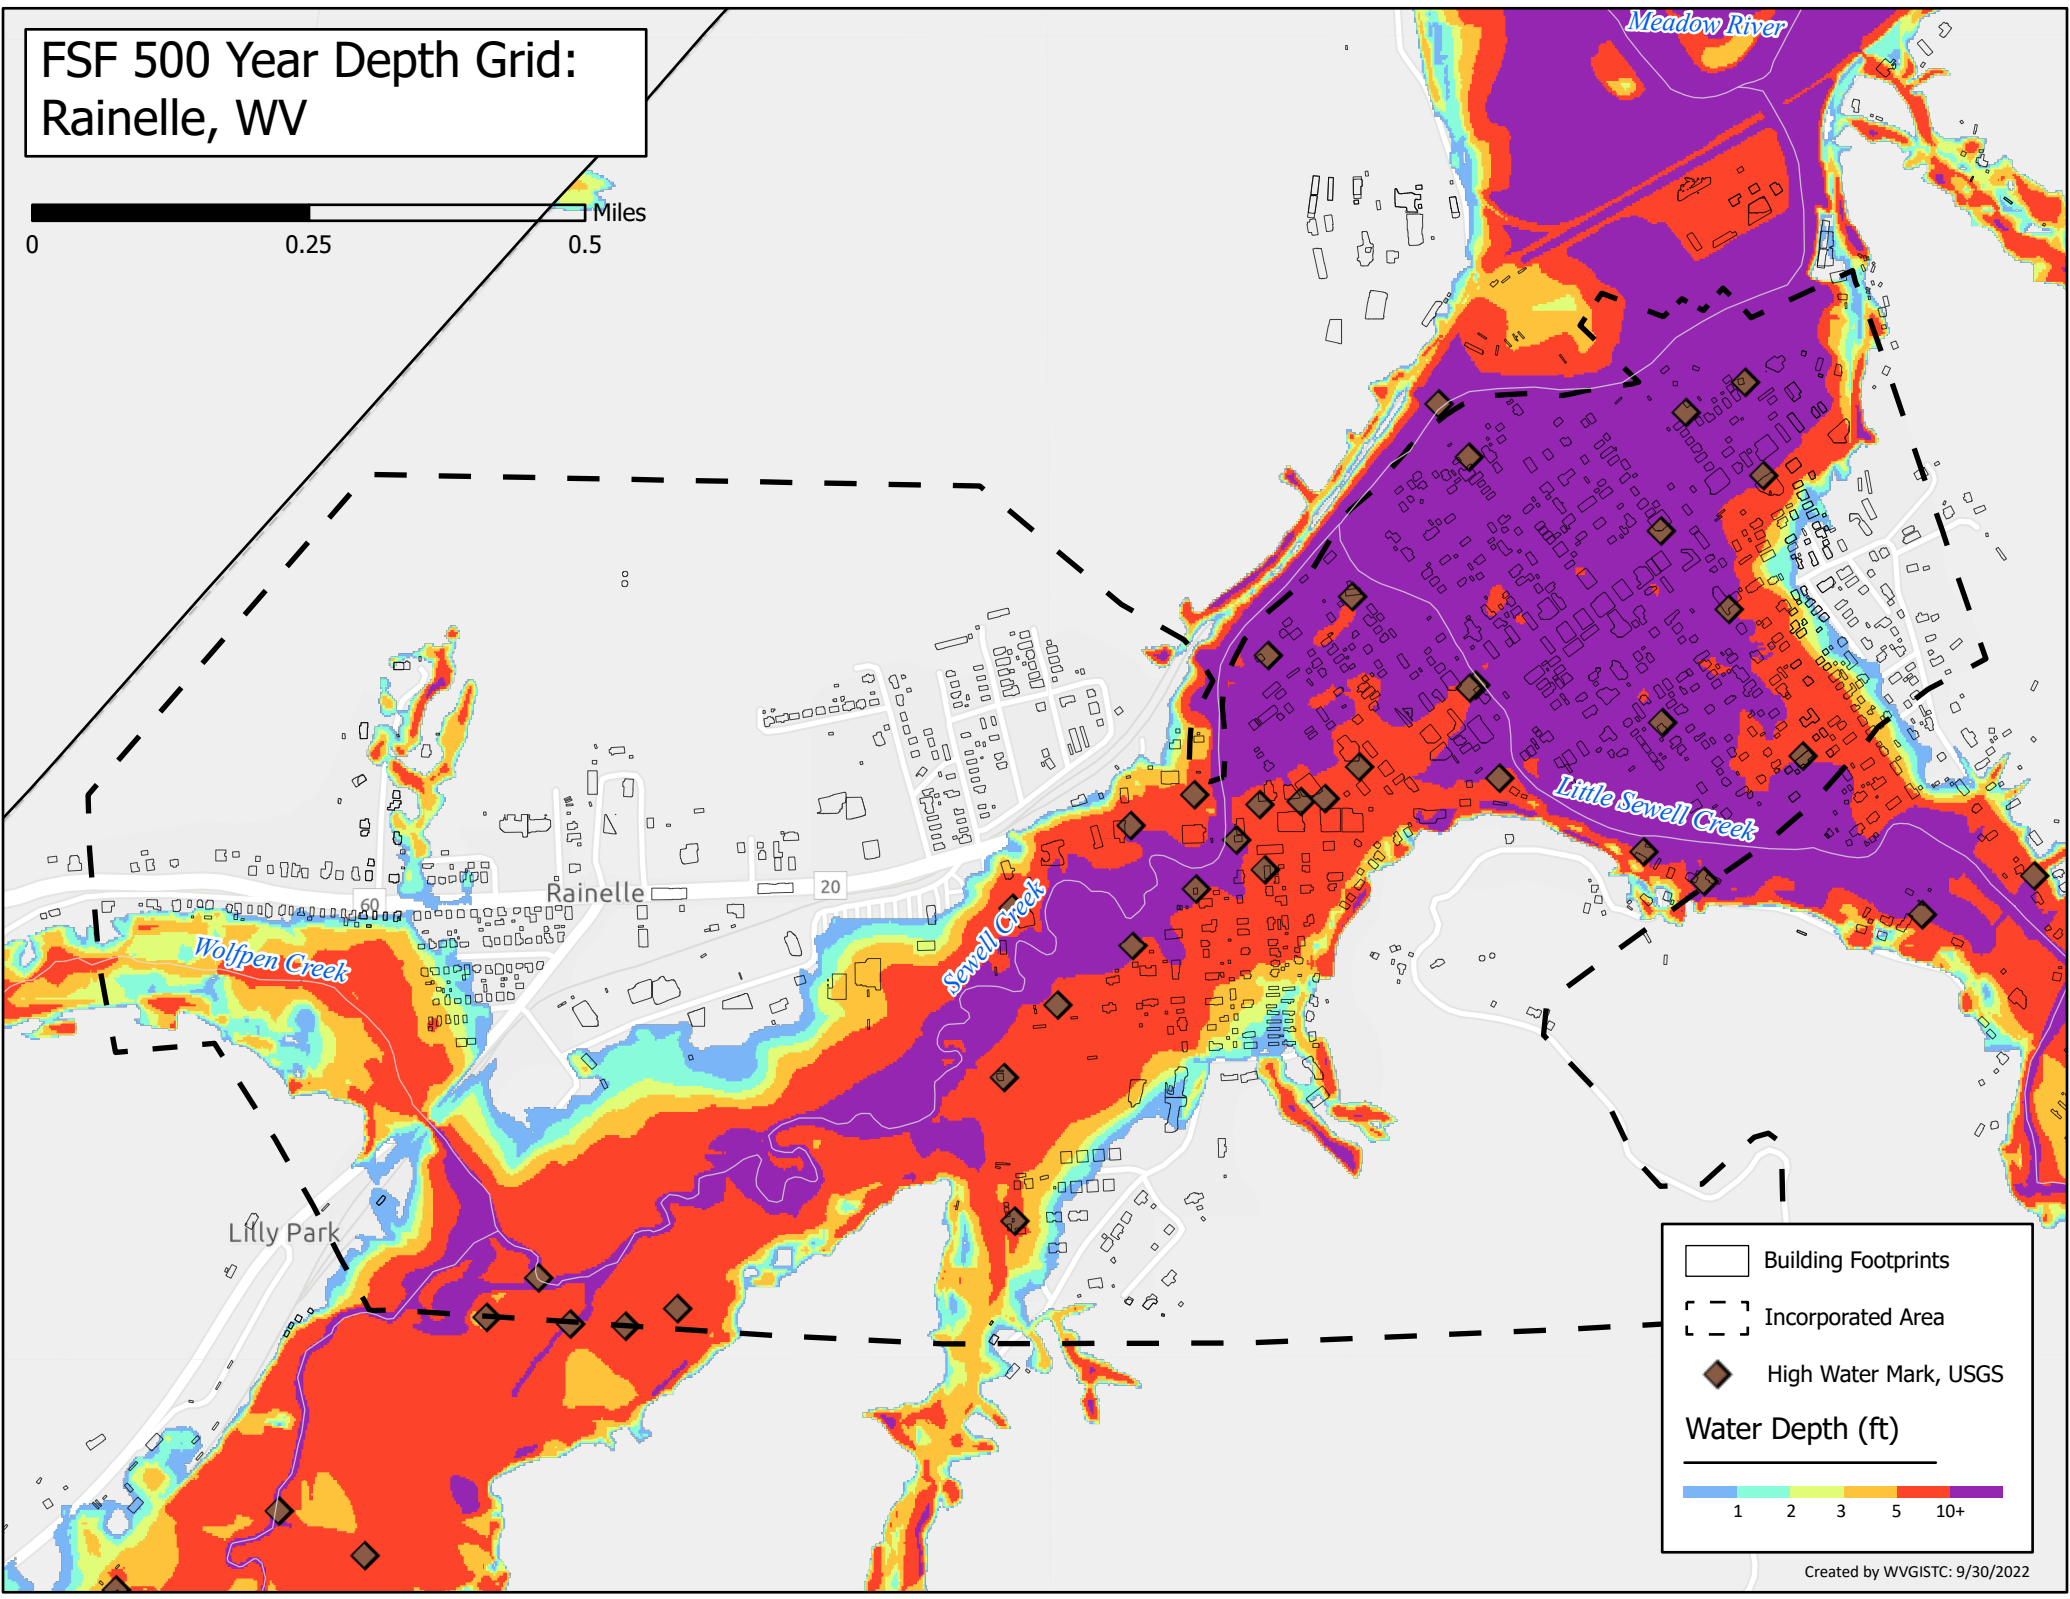 FSF 500 Year Depth Grid:
Rainelle, WV
Miles
0
0.25
0.5
Meadow River
Little Sewell Creek
Sewell Creek
Rainelle
20
60
Wolfpen Creek
Lilly Park
Building Footprints
Incorporated Area
High Water Mark, USGS
Water Depth (ft)
1
2
3
5
10+
Created by WVGISTC: 9/30/2022